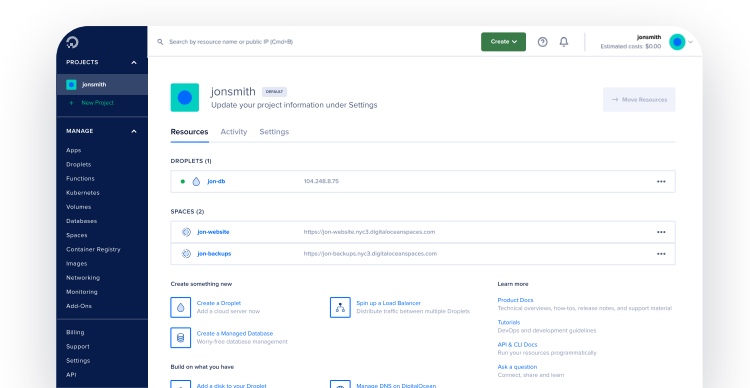 Search by resource name or public IP (Cmd+B)
Create
jonsmith
Estimated costs: $0.00
PROJECTS
jonsmith
+ New Project
MANAGE
Apps
Droplets
Functions
Kubernetes
Volumes
Databases
Spaces
Container Registry
Images
Networking
Monitoring
Add-Ons
Billing
Support
Settings
API
jonsmith DEFAULT
Update your project information under Settings
→ Move Resources
Resources Activity Settings
DROPLETS (1)
jon-db 104.248.8.75
SPACES (2)
jon-website https://jon-website.nyc3.digitaloceanspaces.com
jon-backups https://jon-backups.nyc3.digitaloceanspaces.com
Create something new
Create a Droplet
Add a cloud server now
Spin up a Load Balancer
Distribute traffic between multiple Droplets
Create a Managed Database
Worry-free database management
Build on what you have
Add a disk to your Droplet
Manage DNS on DigitalOcean
Learn more
Product Docs
Technical overviews, how-tos, release notes, and support material
Tutorials
DevOps and development guidelines
API & CLI Docs
Run your resources programmatically
Ask a question
Connect, share and learn